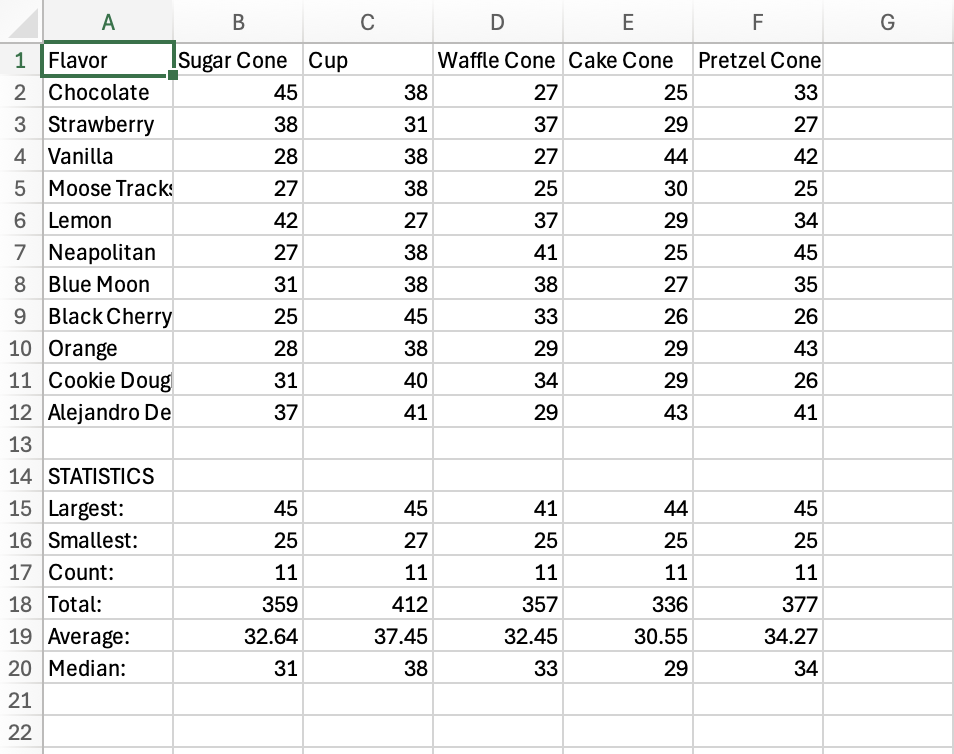 A B C D E F G
1 Flavor Sugar Cone Cup Waffle Cone Cake Cone Pretzel Cone
2 Chocolate 45 38 27 25 33
3 Strawberry 38 31 37 29 27
4 Vanilla 28 38 27 44 42
5 Moose Tracks 27 38 25 30 25
6 Lemon 42 27 37 29 34
7 Neapolitan 27 38 41 25 45
8 Blue Moon 31 38 38 27 35
9 Black Cherry 25 45 33 26 26
10 Orange 28 38 29 29 43
11 Cookie Doug 31 40 34 29 26
12 Alejandro De 37 41 29 43 41
13
14 STATISTICS
15 Largest: 45 45 41 44 45
16 Smallest: 25 27 25 25 25
17 Count: 11 11 11 11 11
18 Total: 359 412 357 336 377
19 Average: 32.64 37.45 32.45 30.55 34.27
20 Median: 31 38 33 29 34
21
22